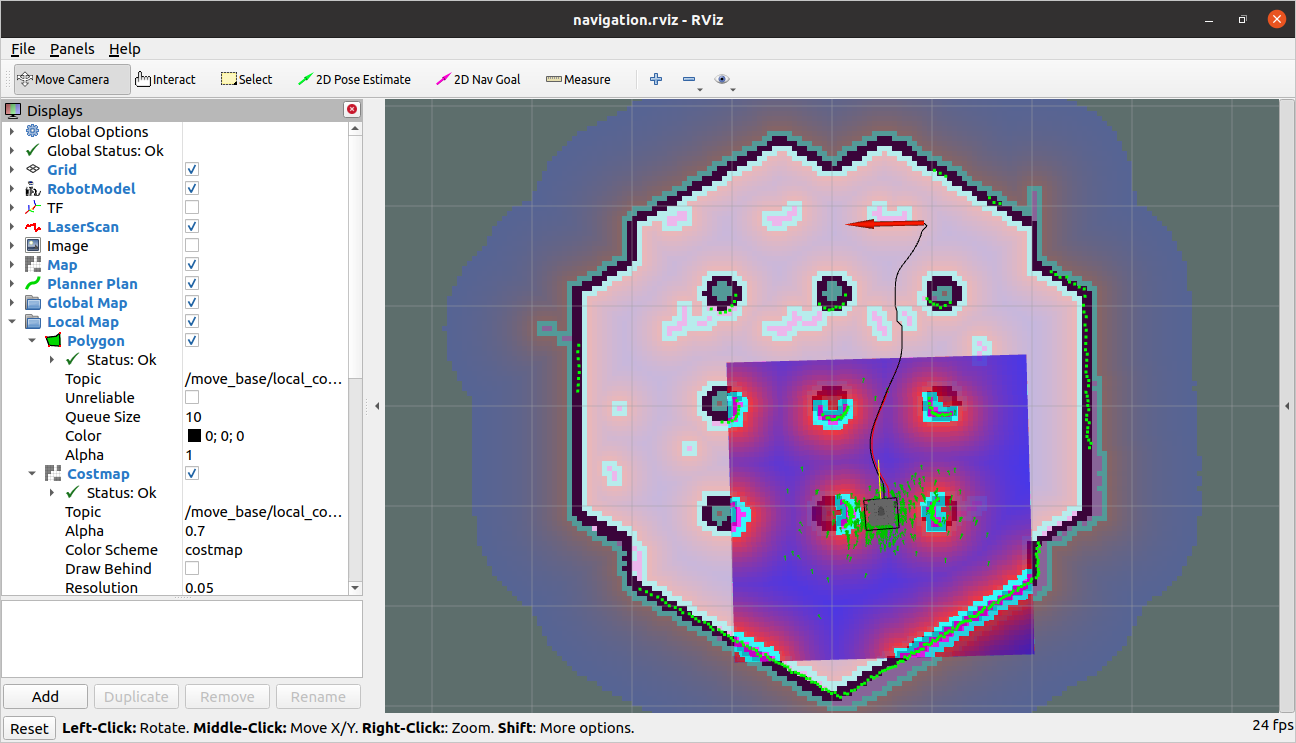 navigation.rviz - RViz
File Panels Help
Move Camera Interact Select 2D Pose Estimate 2D Nav Goal Measure
Displays
Global Options
Global Status: Ok
Grid
RobotModel
TF
LaserScan
Image
Map
Planner Plan
Global Map
Local Map
Polygon
Status: Ok
Topic /move_base/local_co...
Unreliable
Queue Size 10
Color 0; 0; 0
Alpha 1
Costmap
Status: Ok
Topic /move_base/local_co...
Alpha 0.7
Color Scheme costmap
Draw Behind
Resolution 0.05
Add Duplicate Remove Rename
Reset Left-Click: Rotate. Middle-Click: Move X/Y. Right-Click:: Zoom. Shift: More options. 24 fps